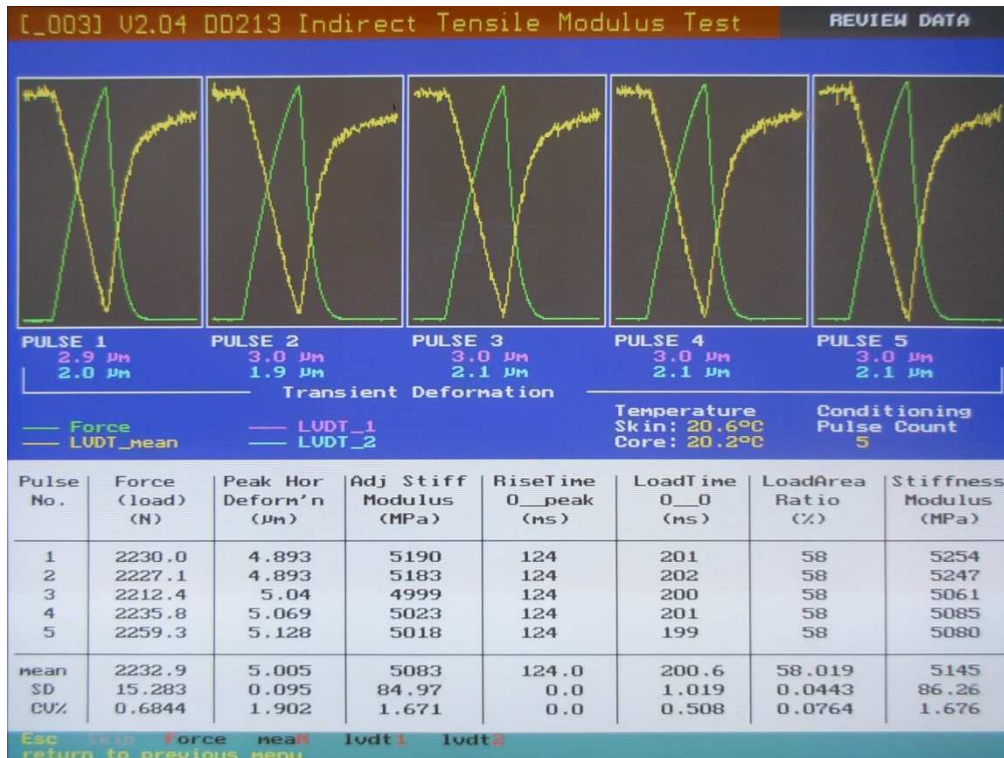 [_003] V2.04 DD213 Indirect Tensile Modulus Test REVIEW DATA
PULSE 1 PULSE 2 PULSE 3 PULSE 4 PULSE 5
2.9 µm 3.0 µm 3.0 µm 3.0 µm 3.0 µm
2.0 µm 1.9 µm 2.1 µm 2.1 µm 2.1 µm
Transient Deformation
Temperature Conditioning
Force LVDT_1 Skin: 20.6ºC Pulse Count
LVDT_mean LVDT_2 Core: 20.2ºC 5
Pulse Force Peak Hor Adj Stiff RiseTime LoadTime LoadArea Stiffness
No. (load) Deform'n Modulus 0__peak 0__0 Ratio Modulus
(N) (µm) (MPa) (ms) (ms) (%) (MPa)
1 2230.0 4.893 5190 124 201 58 5254
2 2227.1 4.893 5183 124 202 58 5247
3 2212.4 5.04 4999 124 200 58 5061
4 2235.8 5.069 5023 124 201 58 5085
5 2259.3 5.128 5018 124 199 58 5080
mean 2232.9 5.005 5083 124.0 200.6 58.019 5145
SD 15.283 0.095 84.97 0.0 1.019 0.0443 86.26
CV% 0.6844 1.902 1.671 0.0 0.508 0.0764 1.676
Esc Skip Force meaN lvdt1 lvdt2
return to previous menu